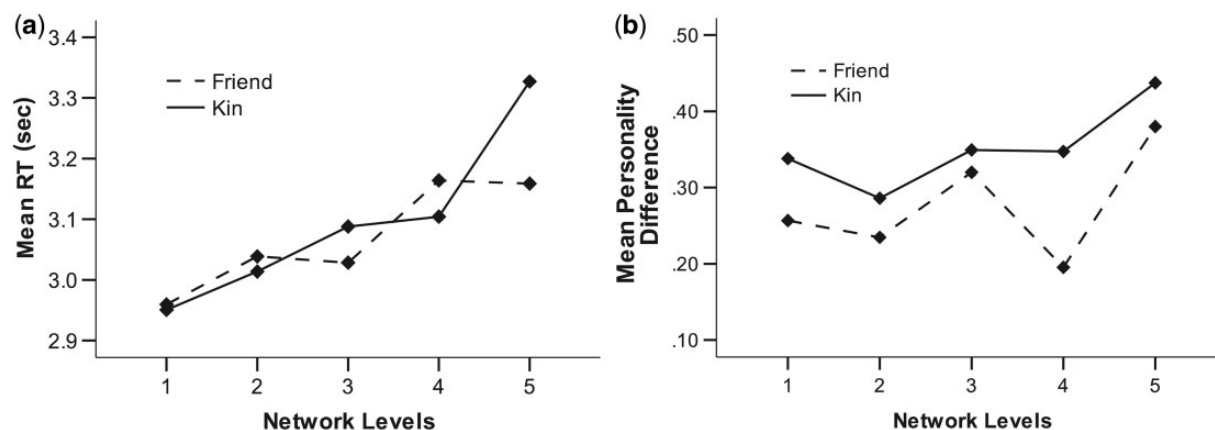 (a)
3.4
3.3
3.2
3.1
3.0
2.9
Mean RT (sec)
Friend
Kin
1 2 3 4 5
Network Levels
(b)
.50
.40
.30
.20
.10
Mean Personality
Difference
Friend
Kin
1 2 3 4 5
Network Levels